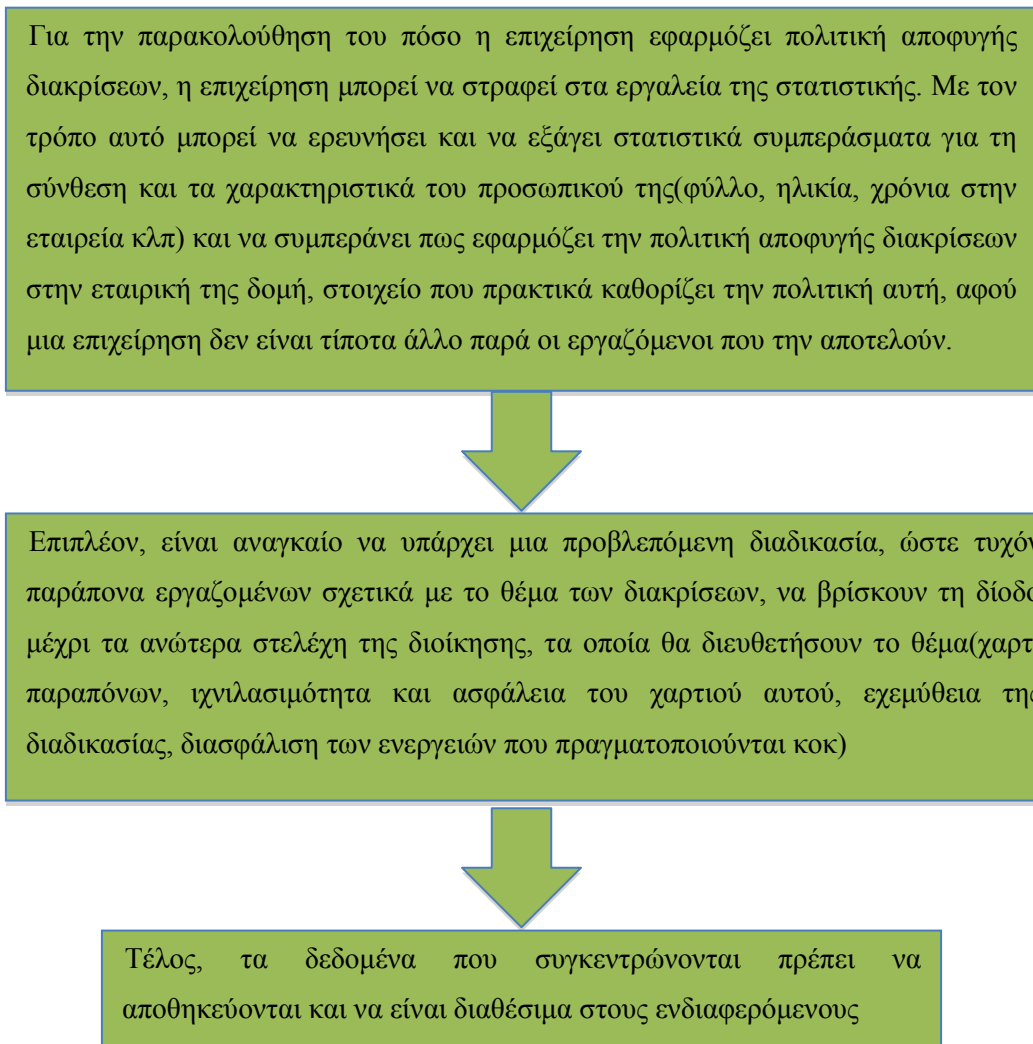 Για την παρακολούθηση του πόσο η επιχείρηση εφαρμόζει πολιτική αποφυγής
διακρίσεων, η επιχείρηση μπορεί να στραφεί στα εργαλεία της στατιστικής. Με τον
τρόπο αυτό μπορεί να ερευνήσει και να εξάγει στατιστικά συμπεράσματα για τη
σύνθεση και τα χαρακτηριστικά του προσωπικού της(φύλλο, ηλικία, χρόνια στην
εταιρεία κλπ) και να συμπεράνει πως εφαρμόζει την πολιτική αποφυγής διακρίσεων
στην εταιρική της δομή, στοιχείο που πρακτικά καθορίζει την πολιτική αυτή, αφού
μια επιχείρηση δεν είναι τίποτα άλλο παρά οι εργαζόμενοι που την αποτελούν.
Επιπλέον, είναι αναγκαίο να υπάρχει μια προβλεπόμενη διαδικασία, ώστε τυχόν
παράπονα εργαζομένων σχετικά με το θέμα των διακρίσεων, να βρίσκουν τη δίοδο
μέχρι τα ανώτερα στελέχη της διοίκησης, τα οποία θα διευθετήσουν το θέμα(χαρτ
παραπόνων, ιχνιλασιμότητα και ασφάλεια του χαρτιού αυτού, εχεμύθεια της
διαδικασίας, διασφάλιση των ενεργειών που πραγματοποιούνται κοκ)
Τέλος, τα δεδομένα που συγκεντρώνονται πρέπει να
αποθηκεύονται και να είναι διαθέσιμα στους ενδιαφερόμενους